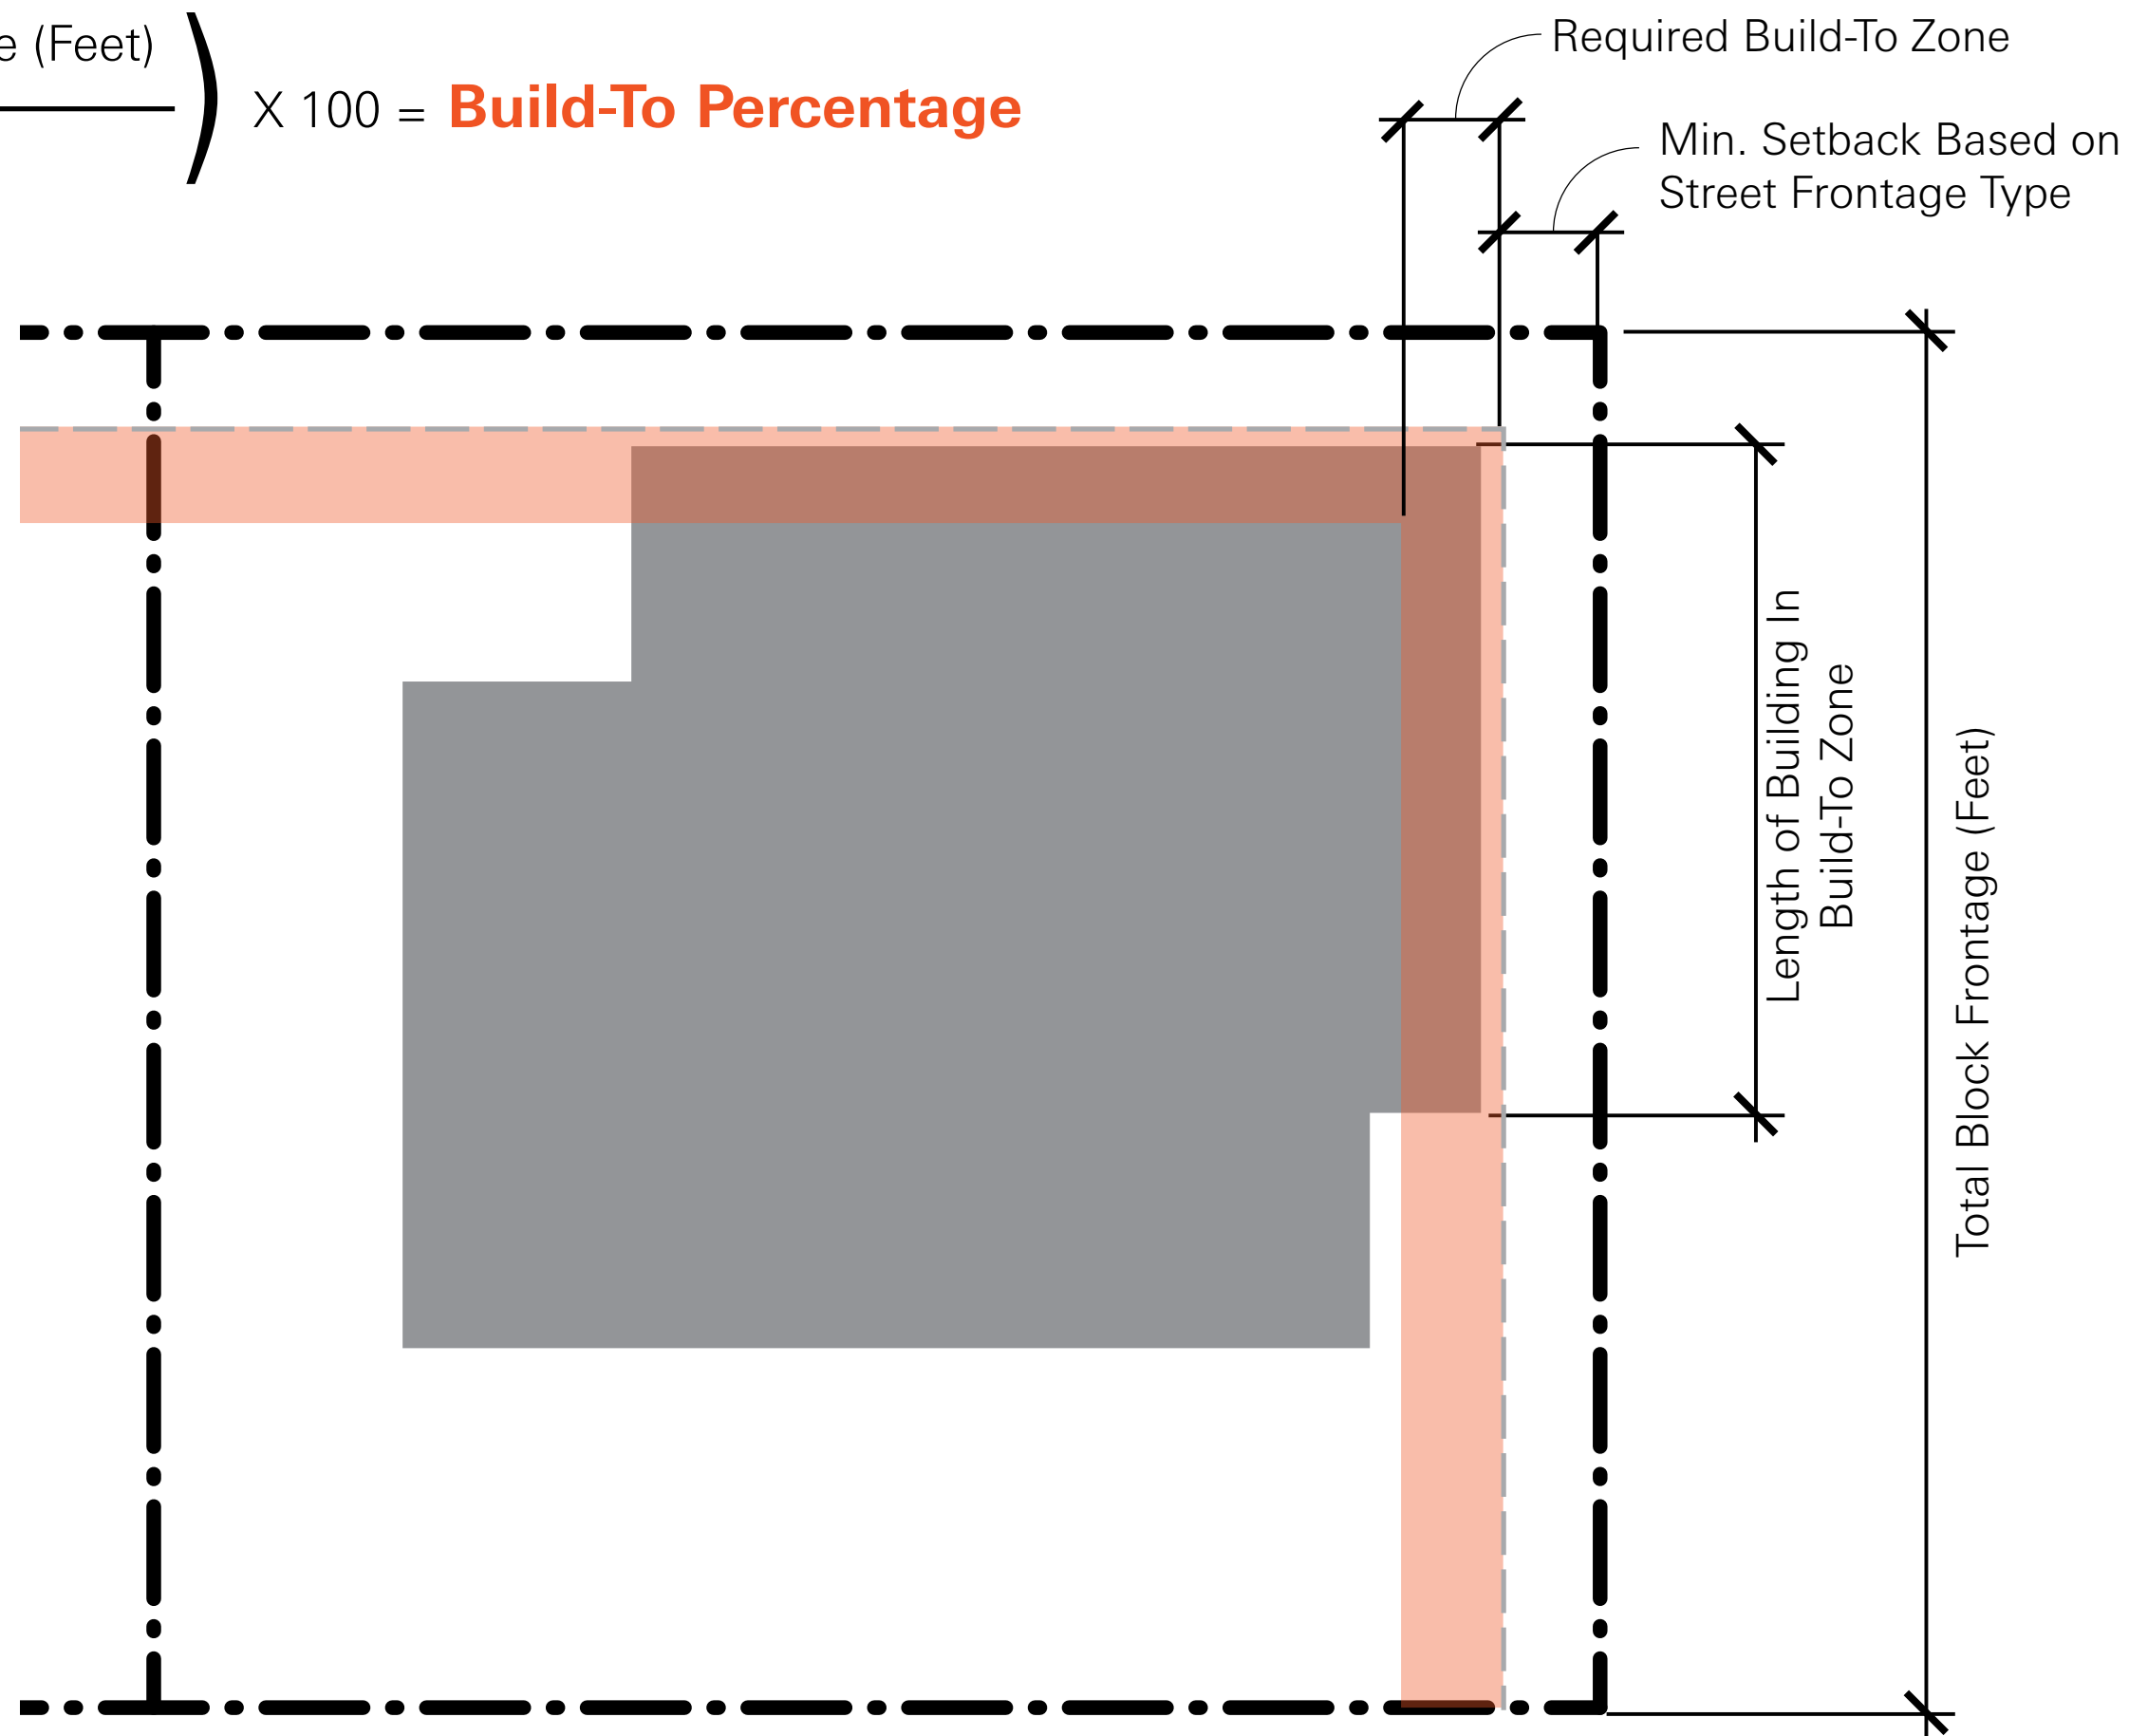 (Feet)
X 100 = Build-To Percentage
Required Build-To Zone
Min. Setback Based on
Street Frontage Type
Length of Building In
Build-To Zone
Total Block Frontage (Feet)